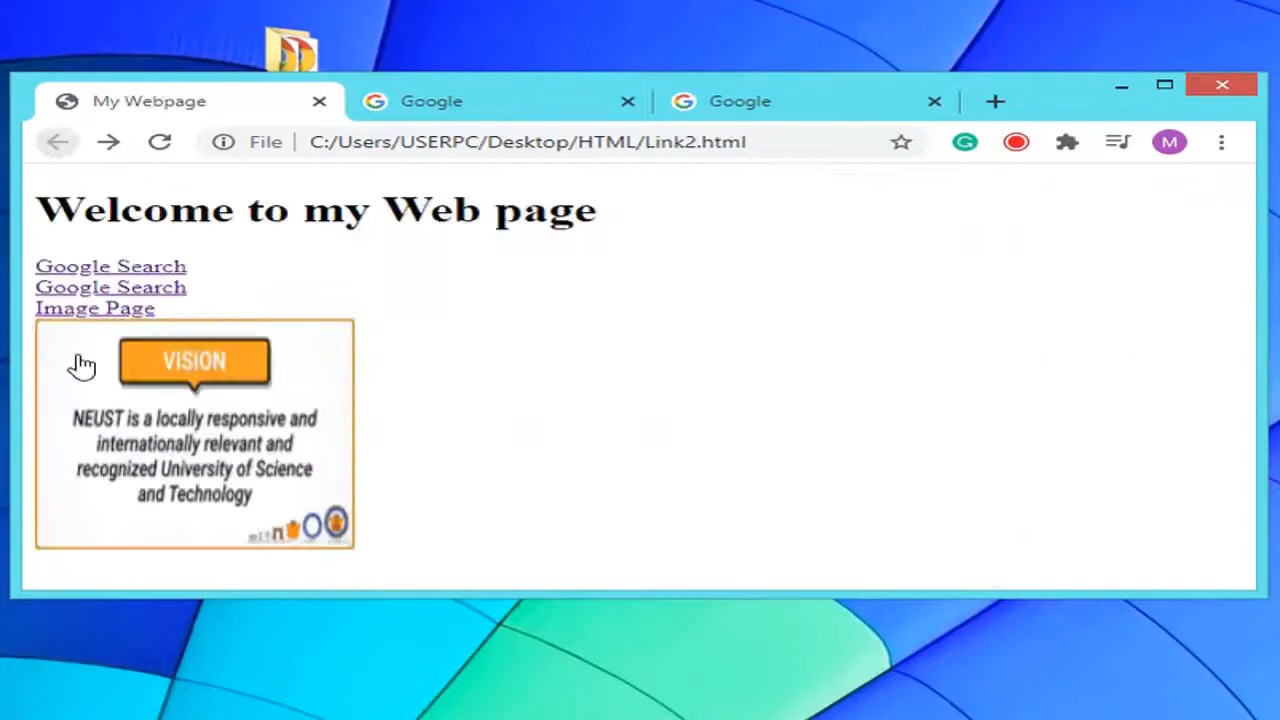 My Webpage
Google
Google
File
C:/Users/USERPC/Desktop/HTML/Link2.html
M
Welcome to my Web page
Google Search
Google Search
Image Page
VISION
NEUST is a locally responsive and
internationally relevant and
recognized University of Science
and Technology